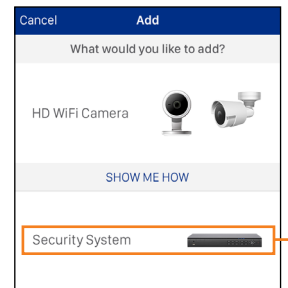 Cancel Add
What would you like to add?
HD WiFi Camera
SHOW ME HOW
Security System